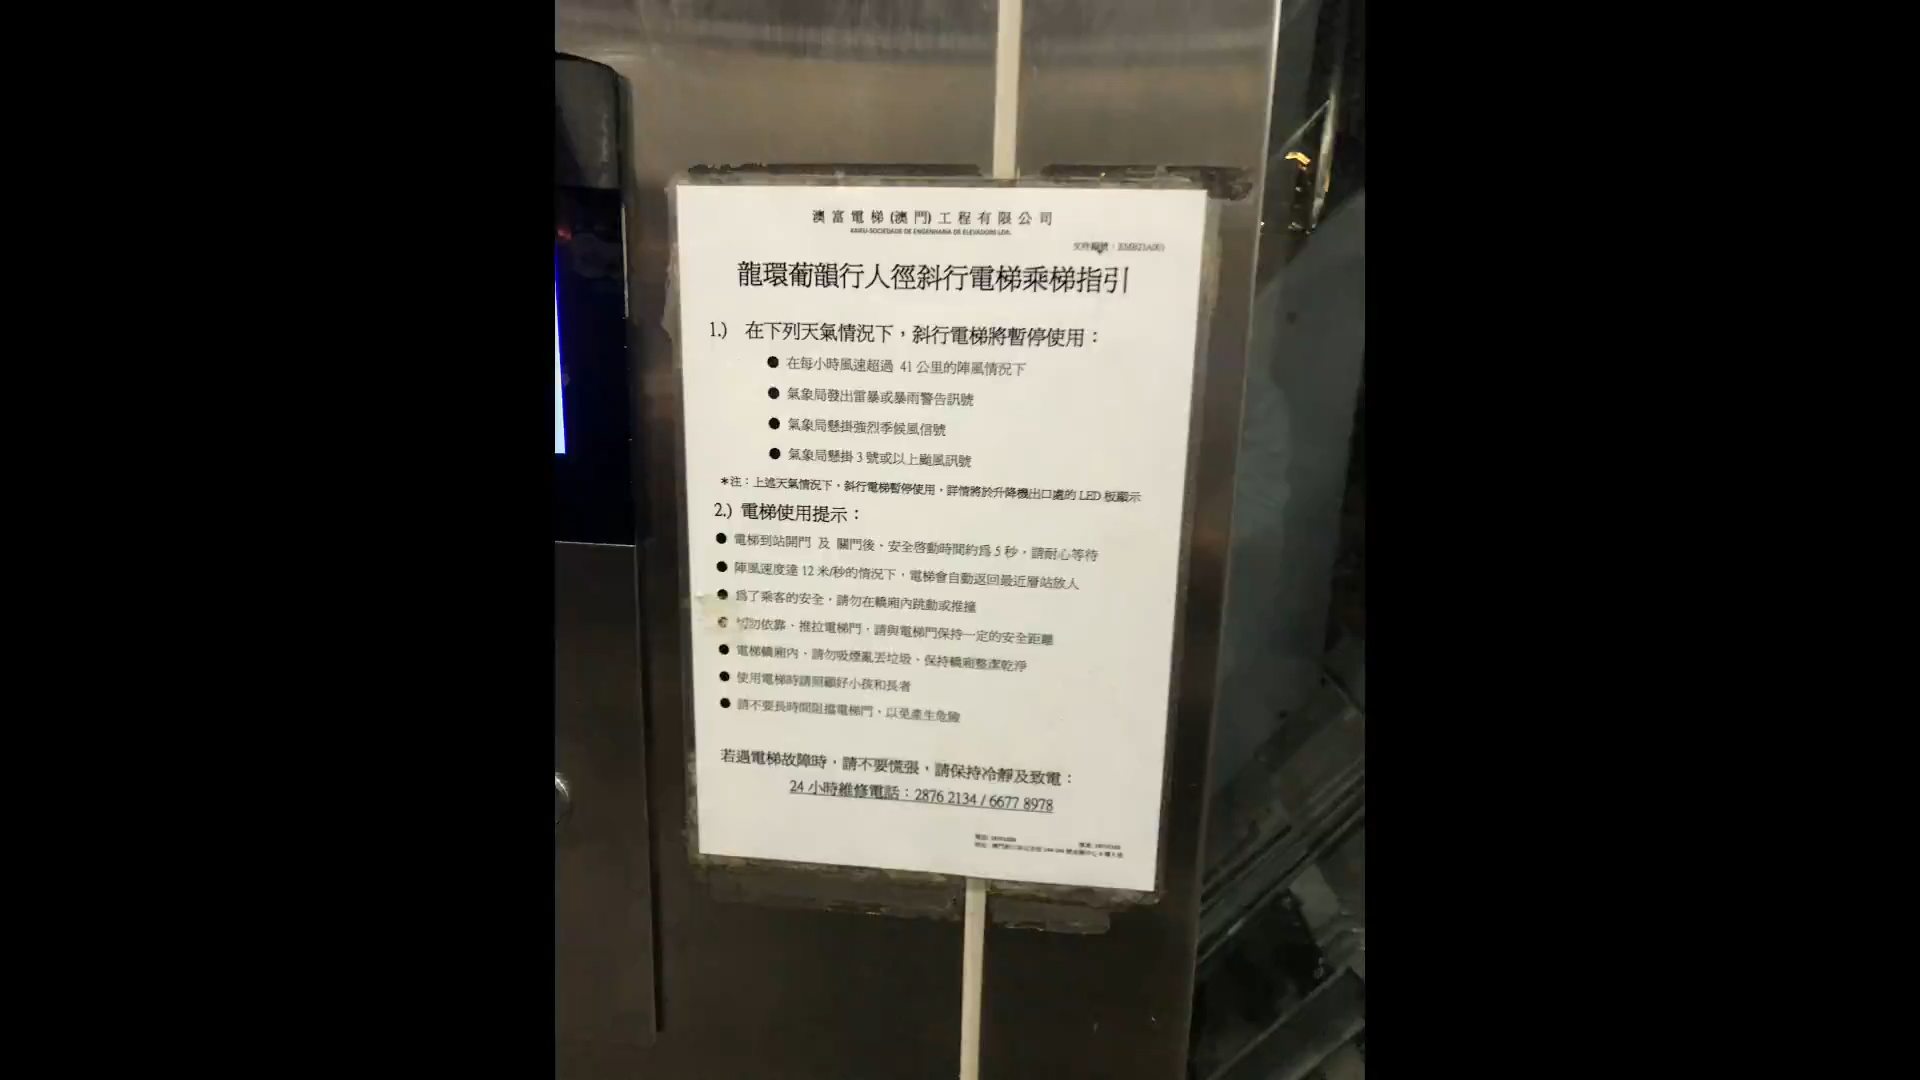 澳富電梯(澳門)工程有限公司
龍環葡韻行人徑斜行電梯乘梯指引
1.) 在下列天氣情況下，斜行電梯將暫停使用：
● 在每小時風速超過 41 公里的陣風情況下
● 氣象局發出雷暴或暴雨警告訊號
● 氣象局懸掛強烈季候風信號
● 氣象局懸掛 3 號或以上颱風訊號
*注：上述天氣情況下，斜行電梯暫停使用，詳情將於升降機出口處的 LED 板顯示
2.) 電梯使用提示：
● 電梯到站開門 及 關門後、安全啓動時間約爲 5 秒，請耐心等待
● 陣風速度達 12 米/秒的情況下，電梯會自動返回最近層站放人
● 爲了乘客的安全，請勿在轎廂內跳動或推撞
● 切勿依靠、推拉電梯門，請與電梯門保持一定的安全距離
● 電梯轎廂內，請勿吸煙亂丟垃圾、保持轎廂整潔乾淨
● 使用電梯時請照顧好小孩和長者
● 請不要長時間阻擋電梯門，以免產生危險
若遇電梯故障時，請不要慌張，請保持冷靜及致電：
24 小時維修電話：2876 2134 / 6677 8978